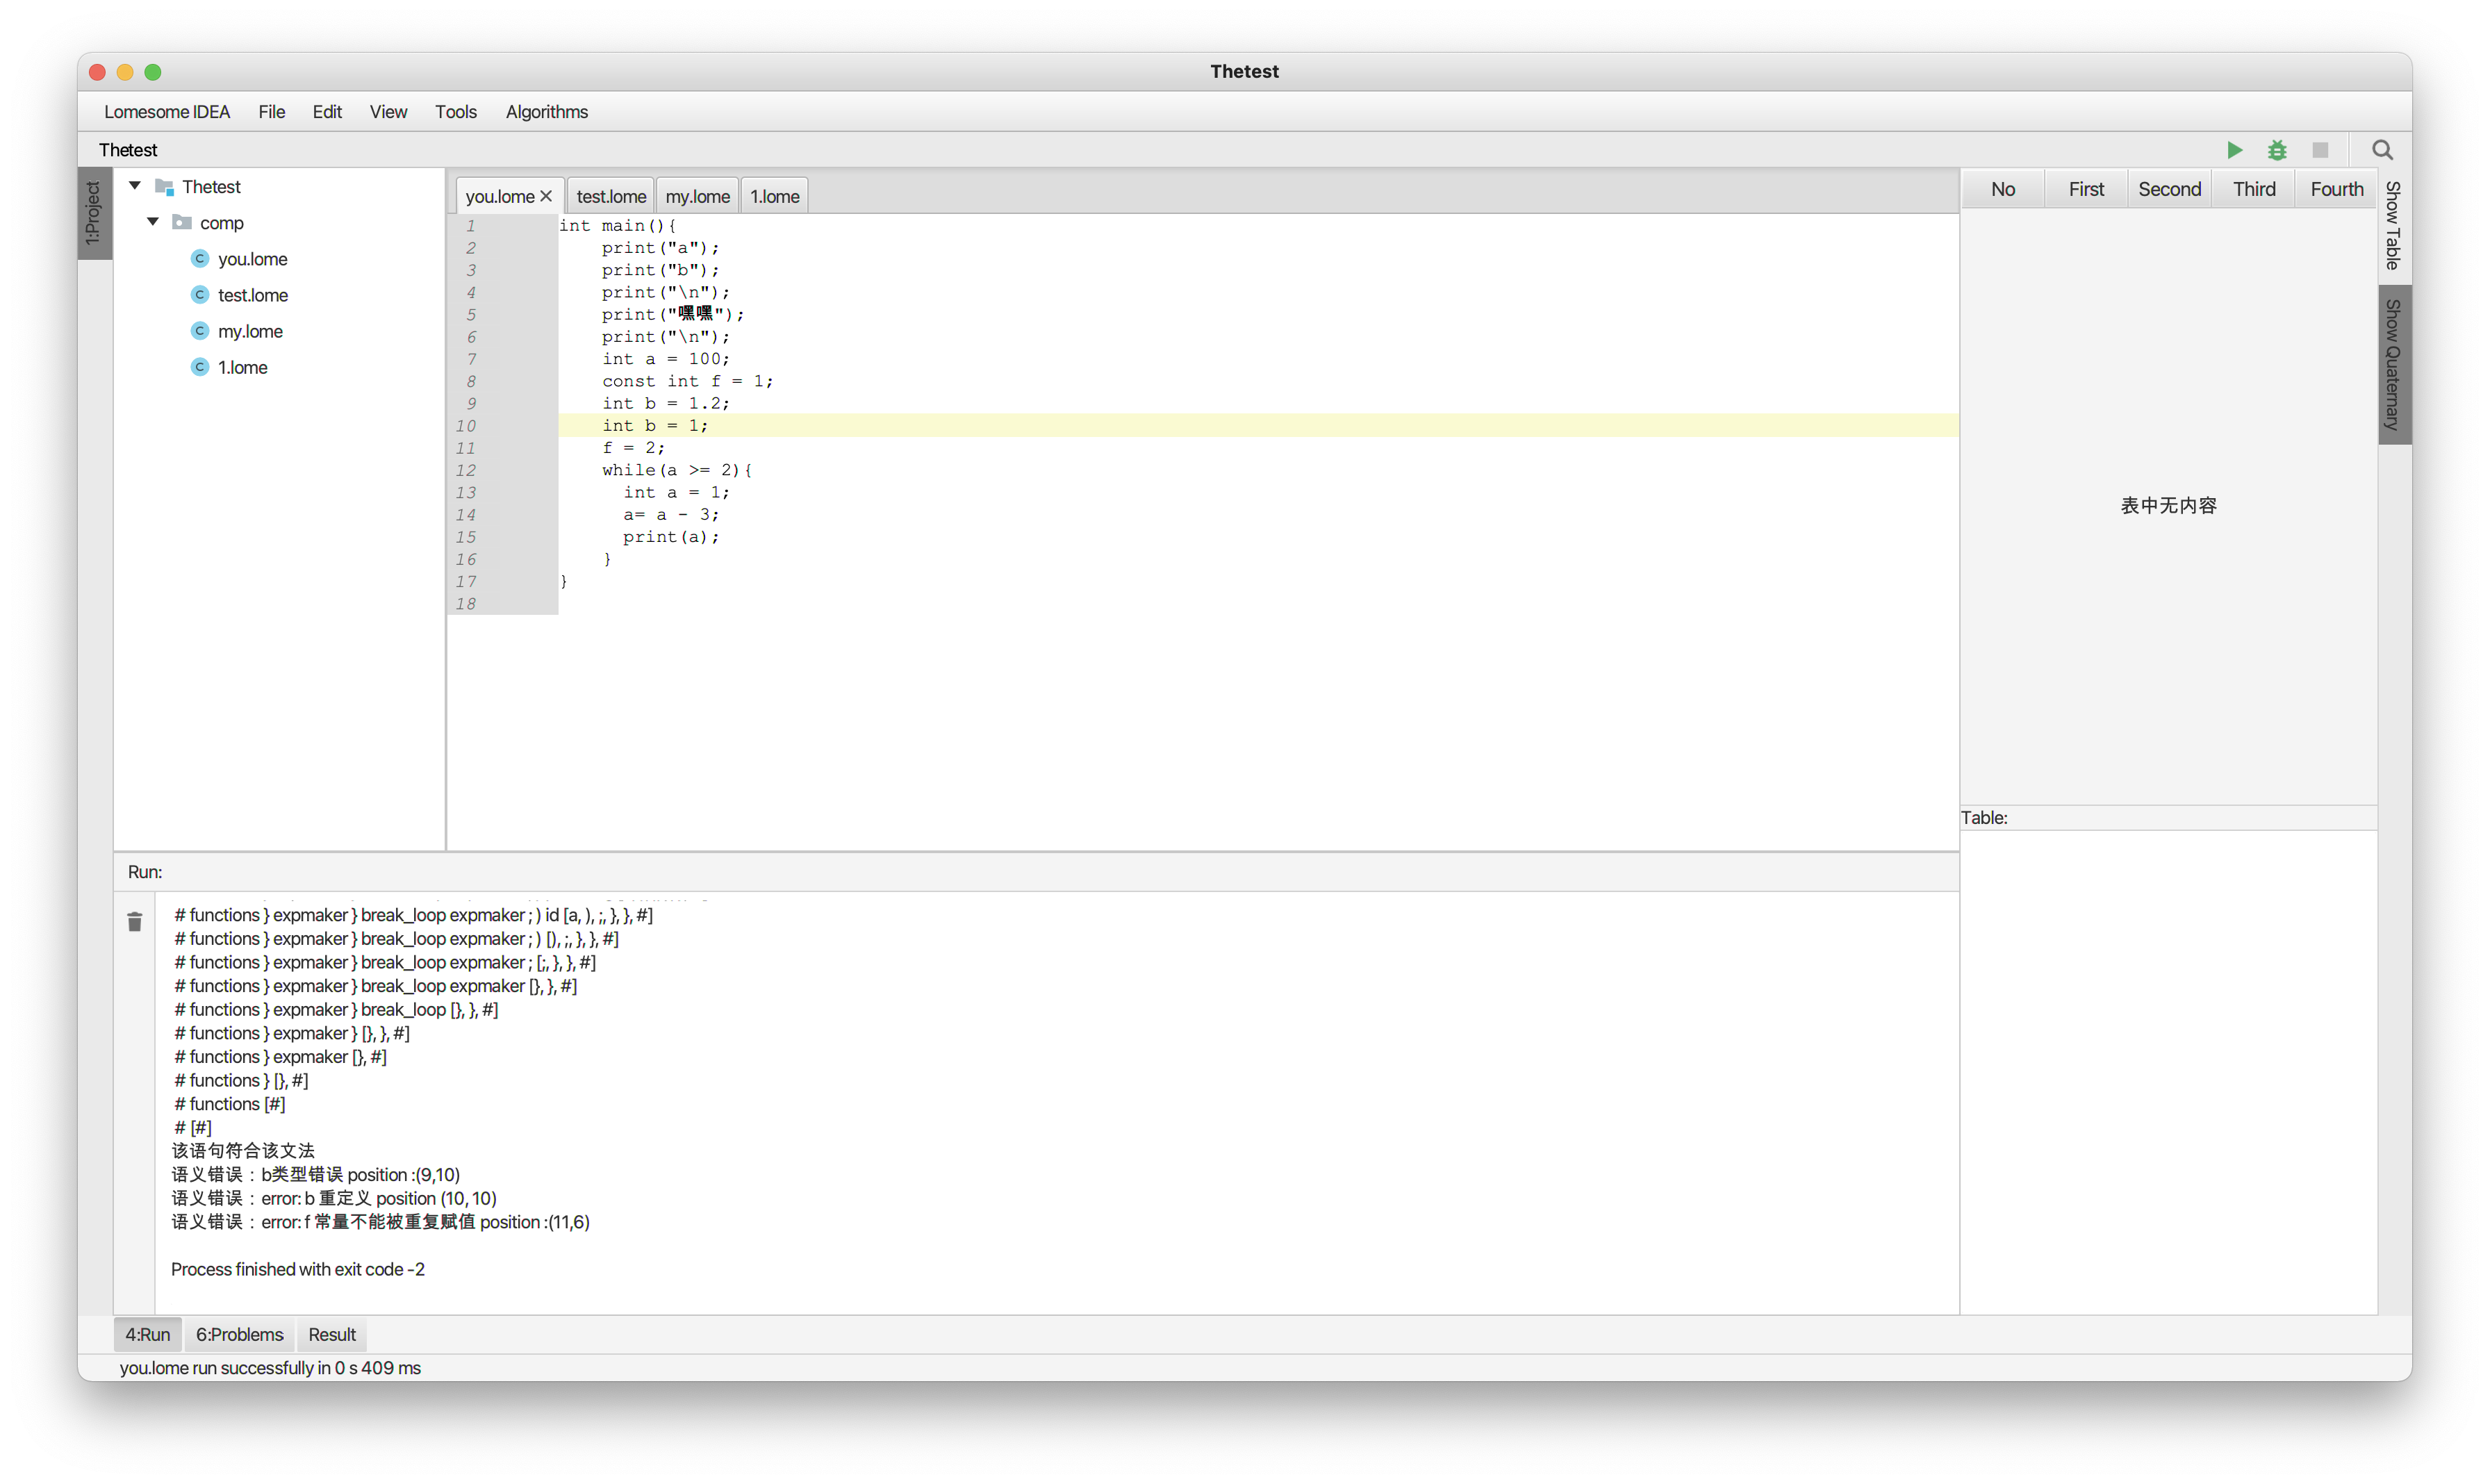 Thetest
Lomesome IDEA File Edit View Tools Algorithms
Thetest
1:Project
Thetest
comp
you.lome
test.lome
my.lome
1.lome
you.lome test.lome my.lome 1.lome
1 int main(){
2 print("a");
3 print("b");
4 print("\n");
5 print("嘿嘿");
6 print("\n");
7 int a = 100;
8 const int f = 1;
9 int b = 1.2;
10 int b = 1;
11 f = 2;
12 while(a >= 2){
13 int a = 1;
14 a= a - 3;
15 print(a);
16 }
17 }
18
No First Second Third Fourth
表中无内容
Show Table
Show Quaternary
Table:
Run:
# functions } expmaker } break_loop expmaker ; ) id [a, ), ;, }, }, #]
# functions } expmaker } break_loop expmaker ; ) [), ;, }, }, #]
# functions } expmaker } break_loop expmaker ; [;, }, }, #]
# functions } expmaker } break_loop expmaker [}, }, #]
# functions } expmaker } break_loop [}, }, #]
# functions } expmaker } [}, }, #]
# functions } expmaker [}, #]
# functions } [}, #]
# functions [#]
# [#]
该语句符合该文法
语义错误 : b类型错误 position :(9,10)
语义错误 : error: b 重定义 position (10, 10)
语义错误 : error: f 常量不能被重复赋值 position :(11,6)
Process finished with exit code -2
4:Run 6:Problems Result
you.lome run successfully in 0 s 409 ms